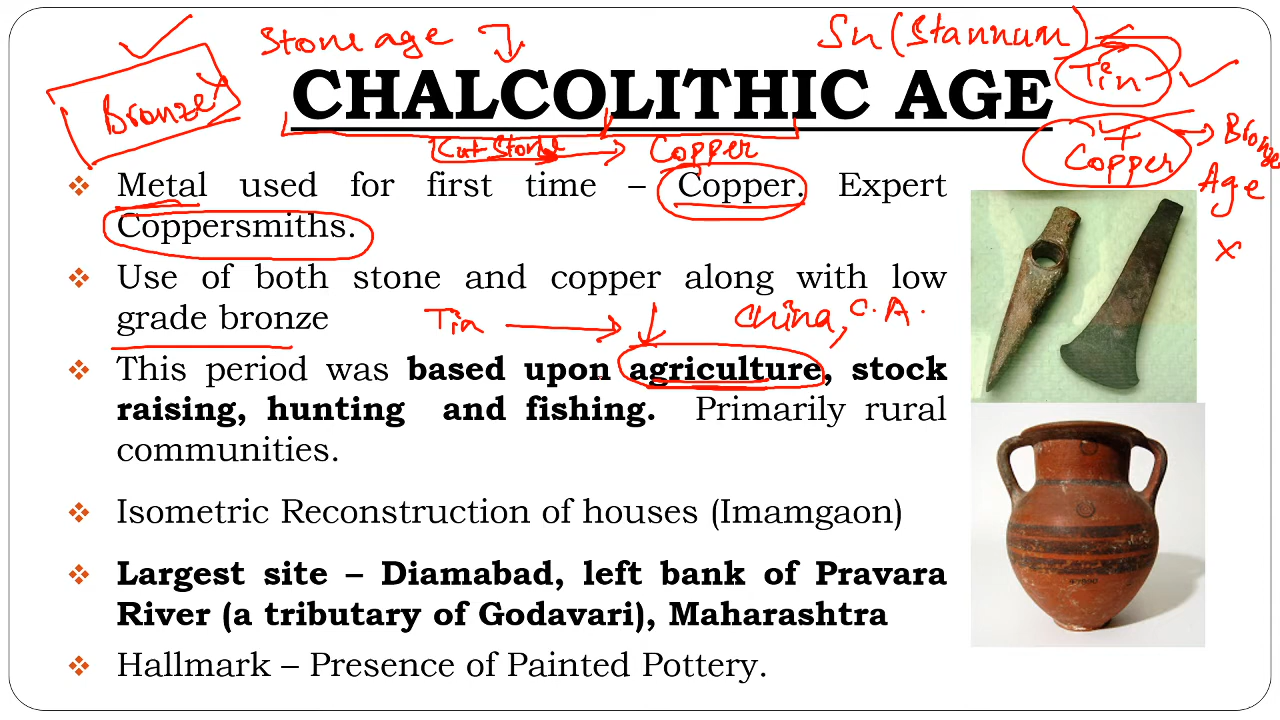 Stone age
Sn (Stannum)
Tin
Bronze
CHALCOLITHIC AGE
+
Copper
Bronze
Age
x
Copper
❖ Metal used for first time – Copper. Expert
Coppersmiths.
❖ Use of both stone and copper along with low
grade bronze
Tin
China, C.A.
❖ This period was based upon agriculture, stock
raising, hunting and fishing. Primarily rural
communities.
❖ Isometric Reconstruction of houses (Imamgaon)
❖ Largest site – Diamabad, left bank of Pravara
River (a tributary of Godavari), Maharashtra
❖ Hallmark – Presence of Painted Pottery.